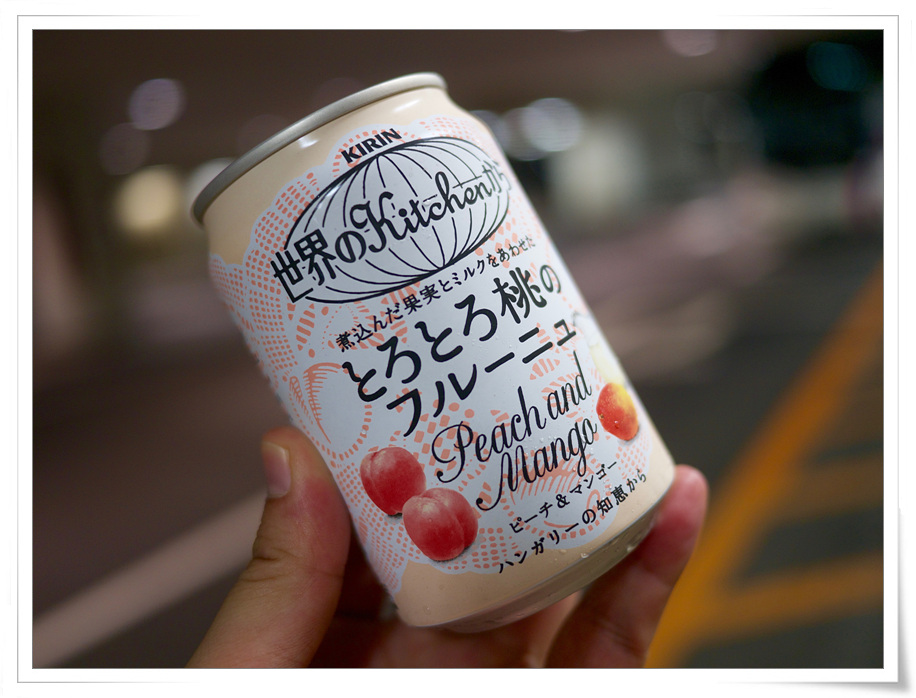 KIRIN
世界のKitchenから
煮込んだ果実とミルクをあわせた
とろとろ桃の
フルーニュ
Peach and
Mango
ピーチ&マンゴー
ハンガリーの知恵から